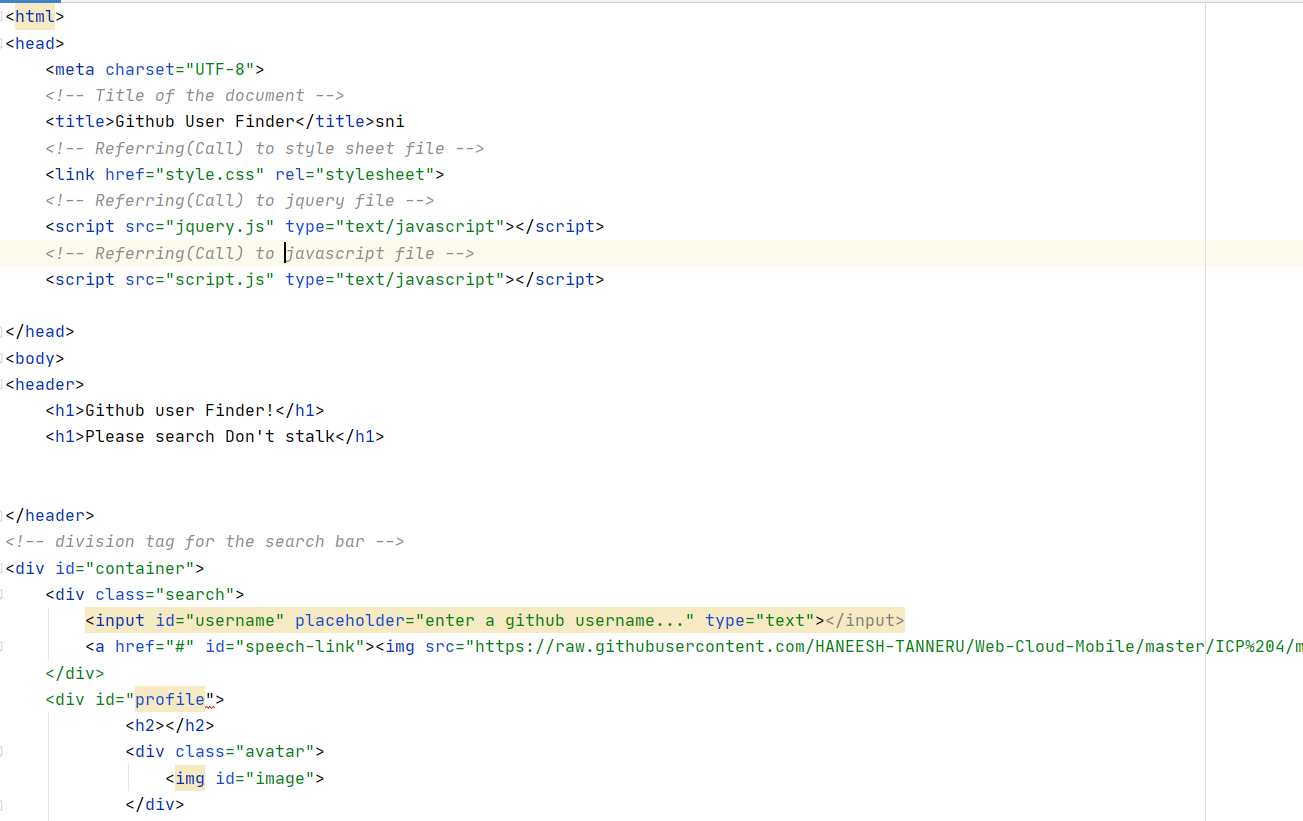 <html>
<head>
    <meta charset="UTF-8">
    <!-- Title of the document -->
    <title>Github User Finder</title>sni
    <!-- Referring(Call) to style sheet file -->
    <link href="style.css" rel="stylesheet">
    <!-- Referring(Call) to jquery file -->
    <script src="jquery.js" type="text/javascript"></script>
    <!-- Referring(Call) to javascript file -->
    <script src="script.js" type="text/javascript"></script>
</head>
<body>
<header>
    <h1>Github user Finder!</h1>
    <h1>Please search Don't stalk</h1>
</header>
<!-- division tag for the search bar -->
<div id="container">
    <div class="search">
        <input id="username" placeholder="enter a github username..." type="text"></input>
        <a href="#" id="speech-link"><img src="https://raw.githubusercontent.com/HANEESH-TANNERU/Web-Cloud-Mobile/master/ICP%204/m
    </div>
    <div id="profile">
            <h2></h2>
            <div class="avatar">
                <img id="image">
            </div>